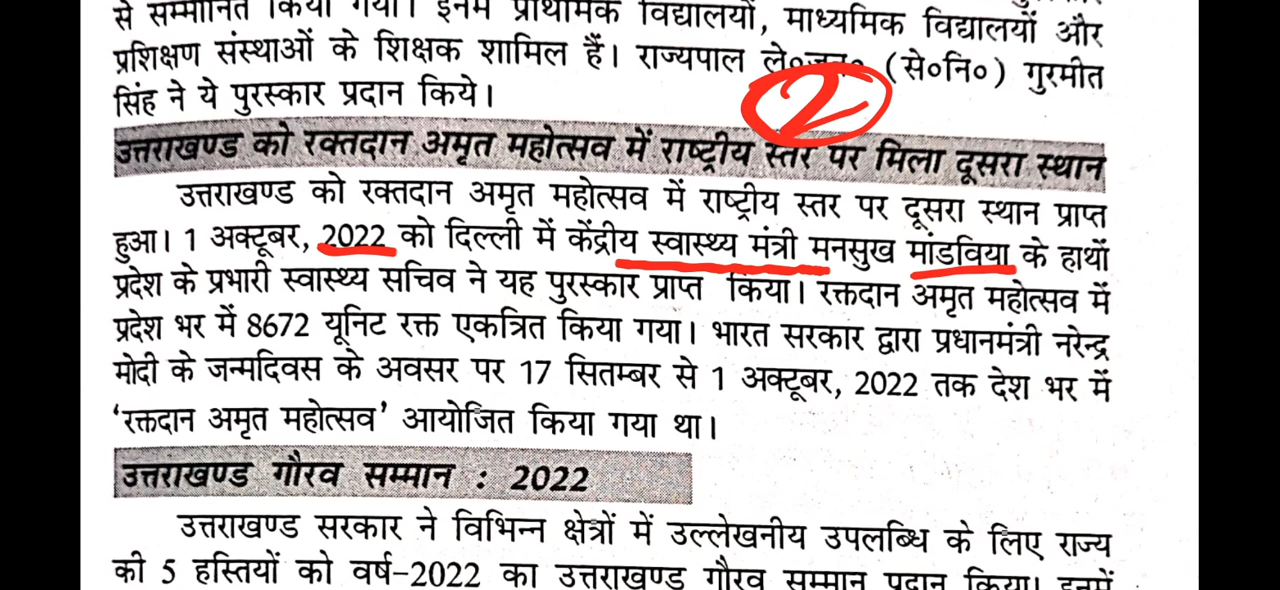 से सम्मानित किया गया। इनमें प्राथमिक विद्यालयों, माध्यमिक विद्यालयों और
प्रशिक्षण संस्थाओं के शिक्षक शामिल हैं। राज्यपाल ले०जन० (से०नि०) गुरमीत
सिंह ने ये पुरस्कार प्रदान किये।
2
उत्तराखण्ड को रक्तदान अमृत महोत्सव में राष्ट्रीय स्तर पर मिला दूसरा स्थान
उत्तराखण्ड को रक्तदान अमृत महोत्सव में राष्ट्रीय स्तर पर दूसरा स्थान प्राप्त
हुआ। 1 अक्टूबर, 2022 को दिल्ली में केंद्रीय स्वास्थ्य मंत्री मनसुख मांडविया के हाथों
प्रदेश के प्रभारी स्वास्थ्य सचिव ने यह पुरस्कार प्राप्त किया। रक्तदान अमृत महोत्सव में
प्रदेश भर में 8672 यूनिट रक्त एकत्रित किया गया। भारत सरकार द्वारा प्रधानमंत्री नरेन्द्र
मोदी के जन्मदिवस के अवसर पर 17 सितम्बर से 1 अक्टूबर, 2022 तक देश भर में
‘रक्तदान अमृत महोत्सव’ आयोजित किया गया था।
उत्तराखण्ड गौरव सम्मान : 2022
उत्तराखण्ड सरकार ने विभिन्न क्षेत्रों में उल्लेखनीय उपलब्धि के लिए राज्य
की 5 हस्तियों को वर्ष-2022 का उत्तराखण्ड गौरव सम्मान प्रदान किया। इनमें